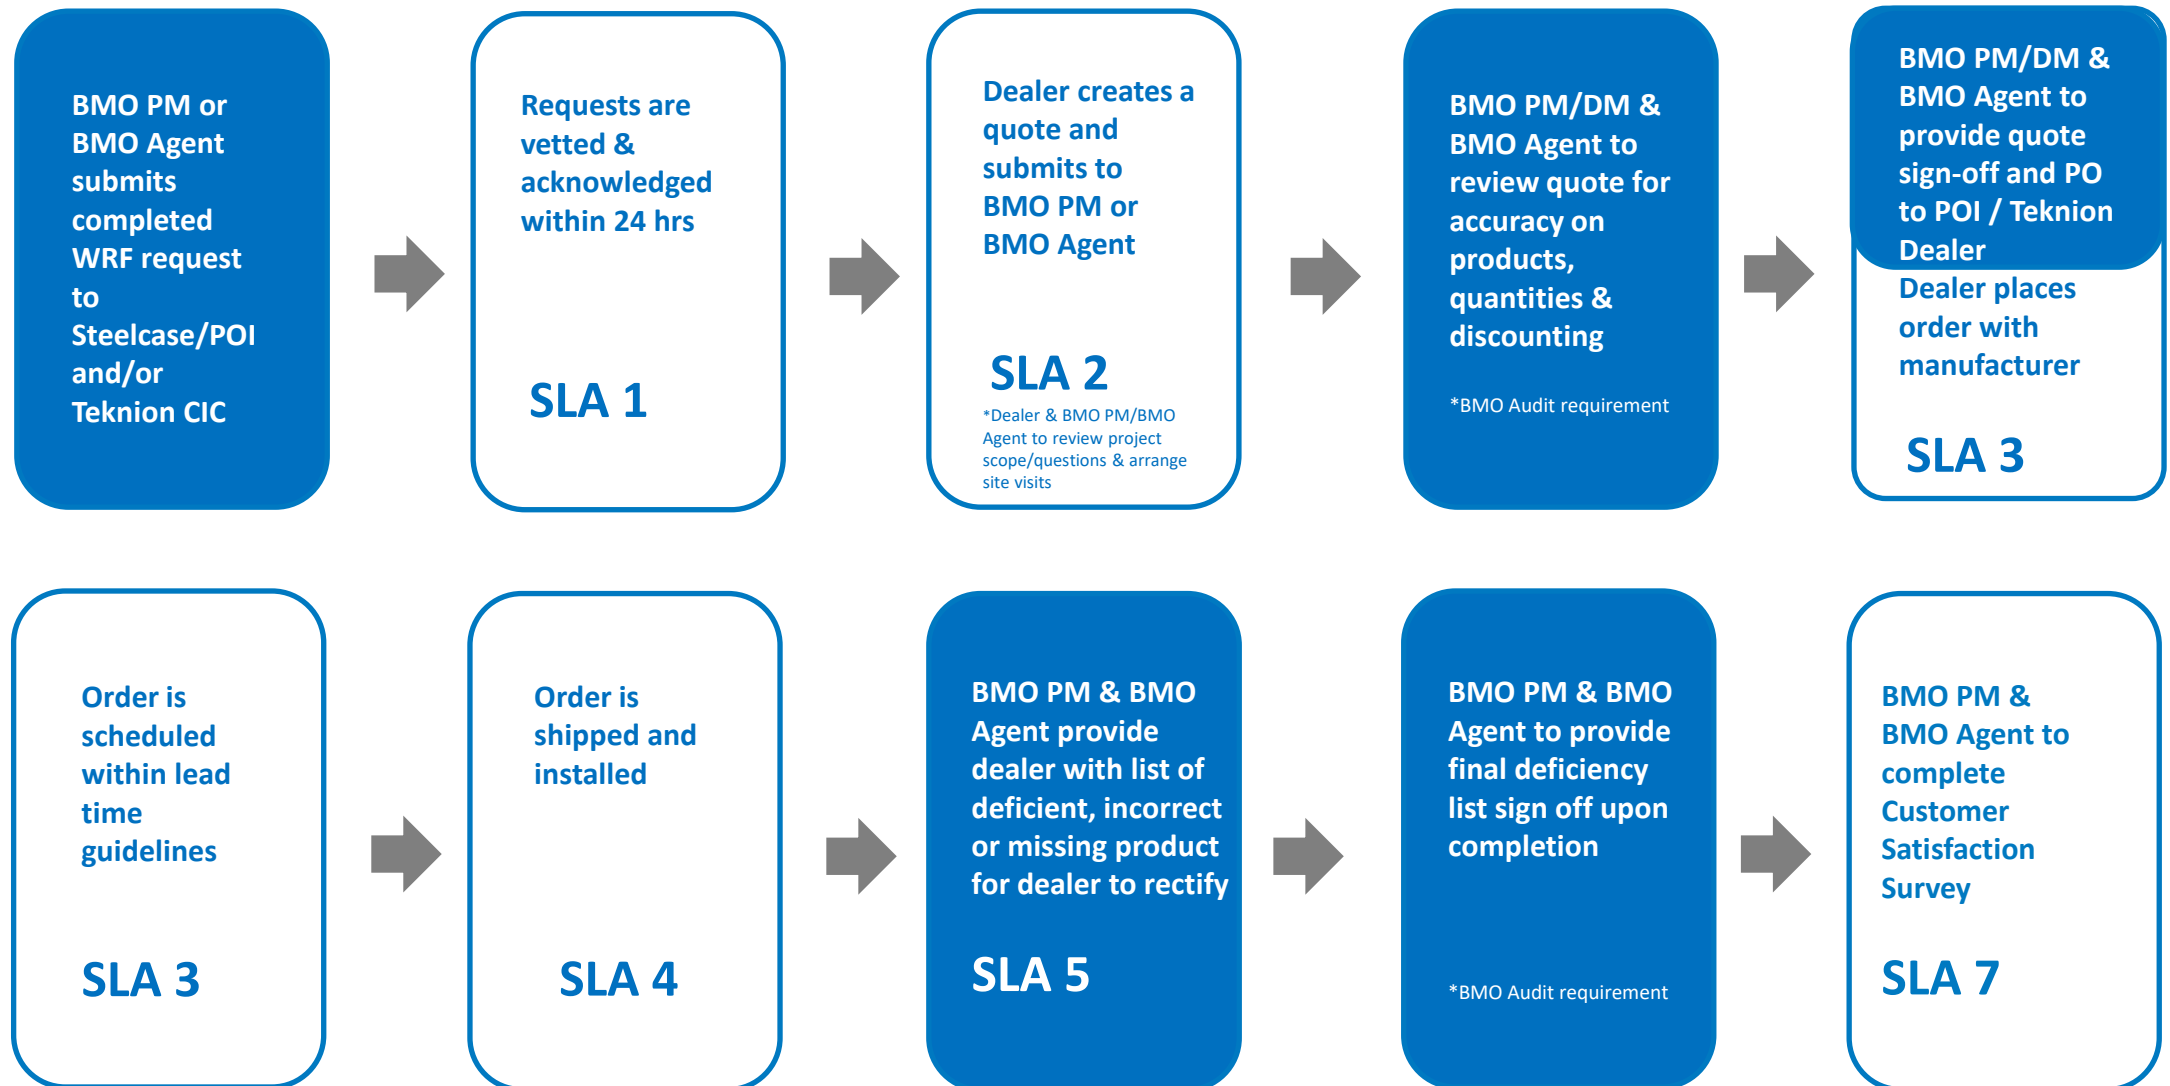 BMO PM or
BMO Agent
submits
completed
WRF request
to
Steelcase/POI
and/or
Teknion CIC
Requests are
vetted &
acknowledged
within 24 hrs
SLA 1
Dealer creates a
quote and
submits to
BMO PM or
BMO Agent
SLA 2
*Dealer & BMO PM/BMO
Agent to review project
scope/questions & arrange
site visits
BMO PM/DM &
BMO Agent to
review quote for
accuracy on
products,
quantities &
discounting
*BMO Audit requirement
BMO PM/DM &
BMO Agent to
provide quote
sign-off and PO
to POI / Teknion
Dealer
Dealer places
order with
manufacturer
SLA 3
Order is
scheduled
within lead
time
guidelines
SLA 3
Order is
shipped and
installed
SLA 4
BMO PM & BMO
Agent provide
dealer with list of
deficient, incorrect
or missing product
for dealer to rectify
SLA 5
BMO PM & BMO
Agent to provide
final deficiency
list sign off upon
completion
*BMO Audit requirement
BMO PM &
BMO Agent to
complete
Customer
Satisfaction
Survey
SLA 7